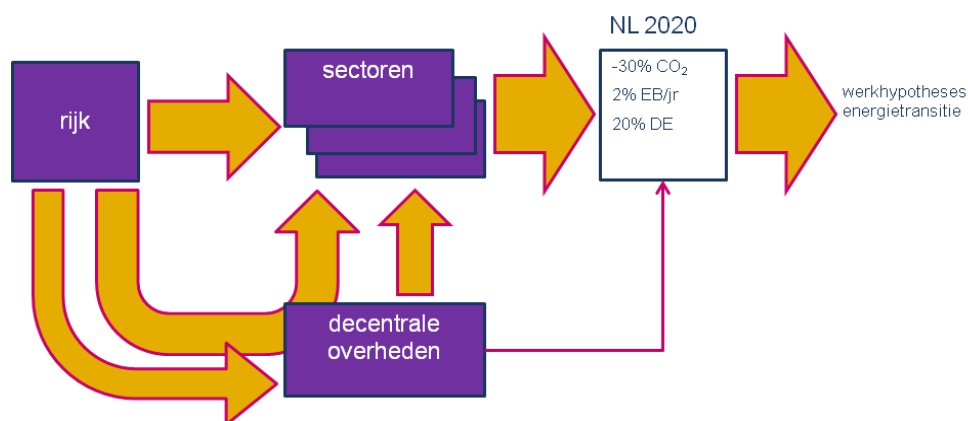 NL 2020
rijk
sectoren
-30% CO₂
2% EB/jr
20% DE
werkhypotheses
energietransitie
decentrale
overheden